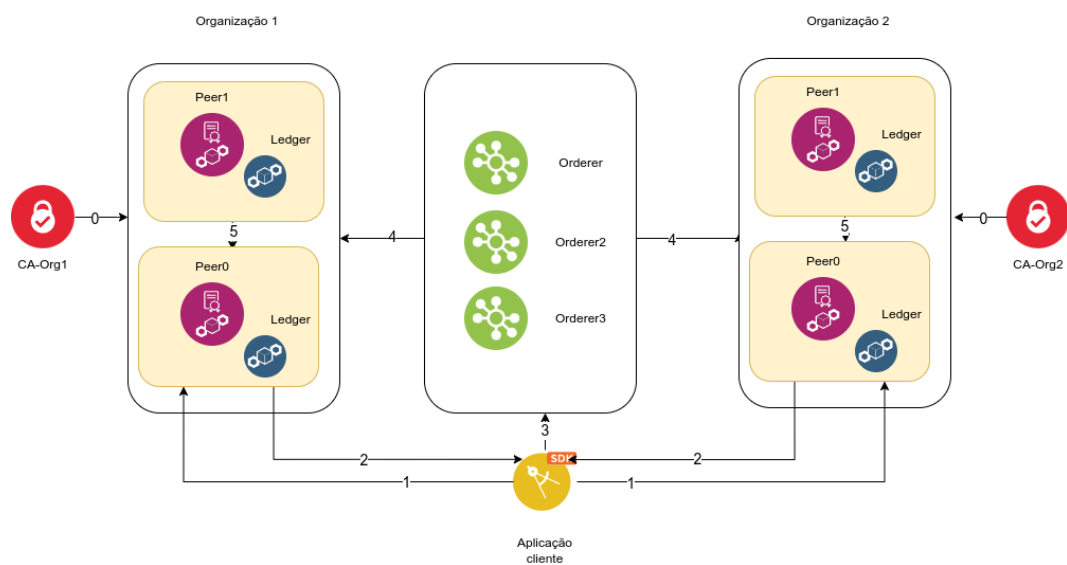 Organização 1
Organização 2
Peer1
Ledger
Orderer
Peer1
Ledger
0
5
4
Orderer2
4
5
0
CA-Org1
Peer0
Ledger
Orderer3
Peer0
Ledger
CA-Org2
3
2
SDK
2
1
1
Aplicação
cliente